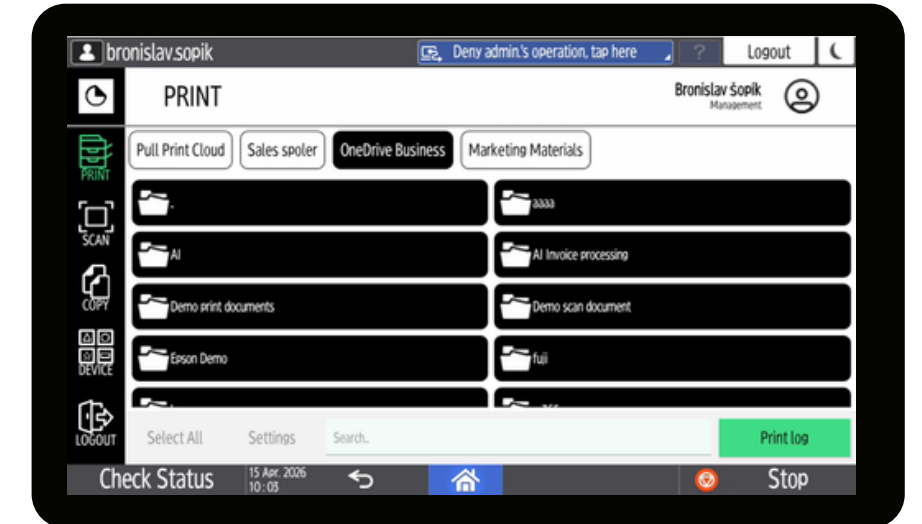 bronislav.sopik
Deny admin.'s operation, tap here
?
Logout
PRINT
Bronislav šopík
Management
PRINT
SCAN
COPY
DEVICE
LOGOUT
Pull Print Cloud
Sales spoler
OneDrive Business
Marketing Materials
.
aaaa
AI
AI Invoice processing
Demo print documents
Demo scan document
Epson Demo
fuji
Select All
Settings
Search..
Print log
Check Status
15 Apr. 2026
10:03
Stop